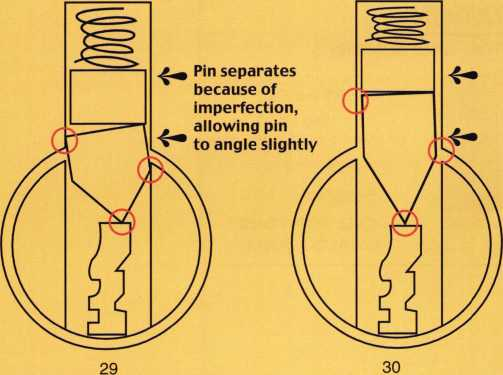 Pin separates
because of
imperfection,
allowing pin
to angle slightly
29
30